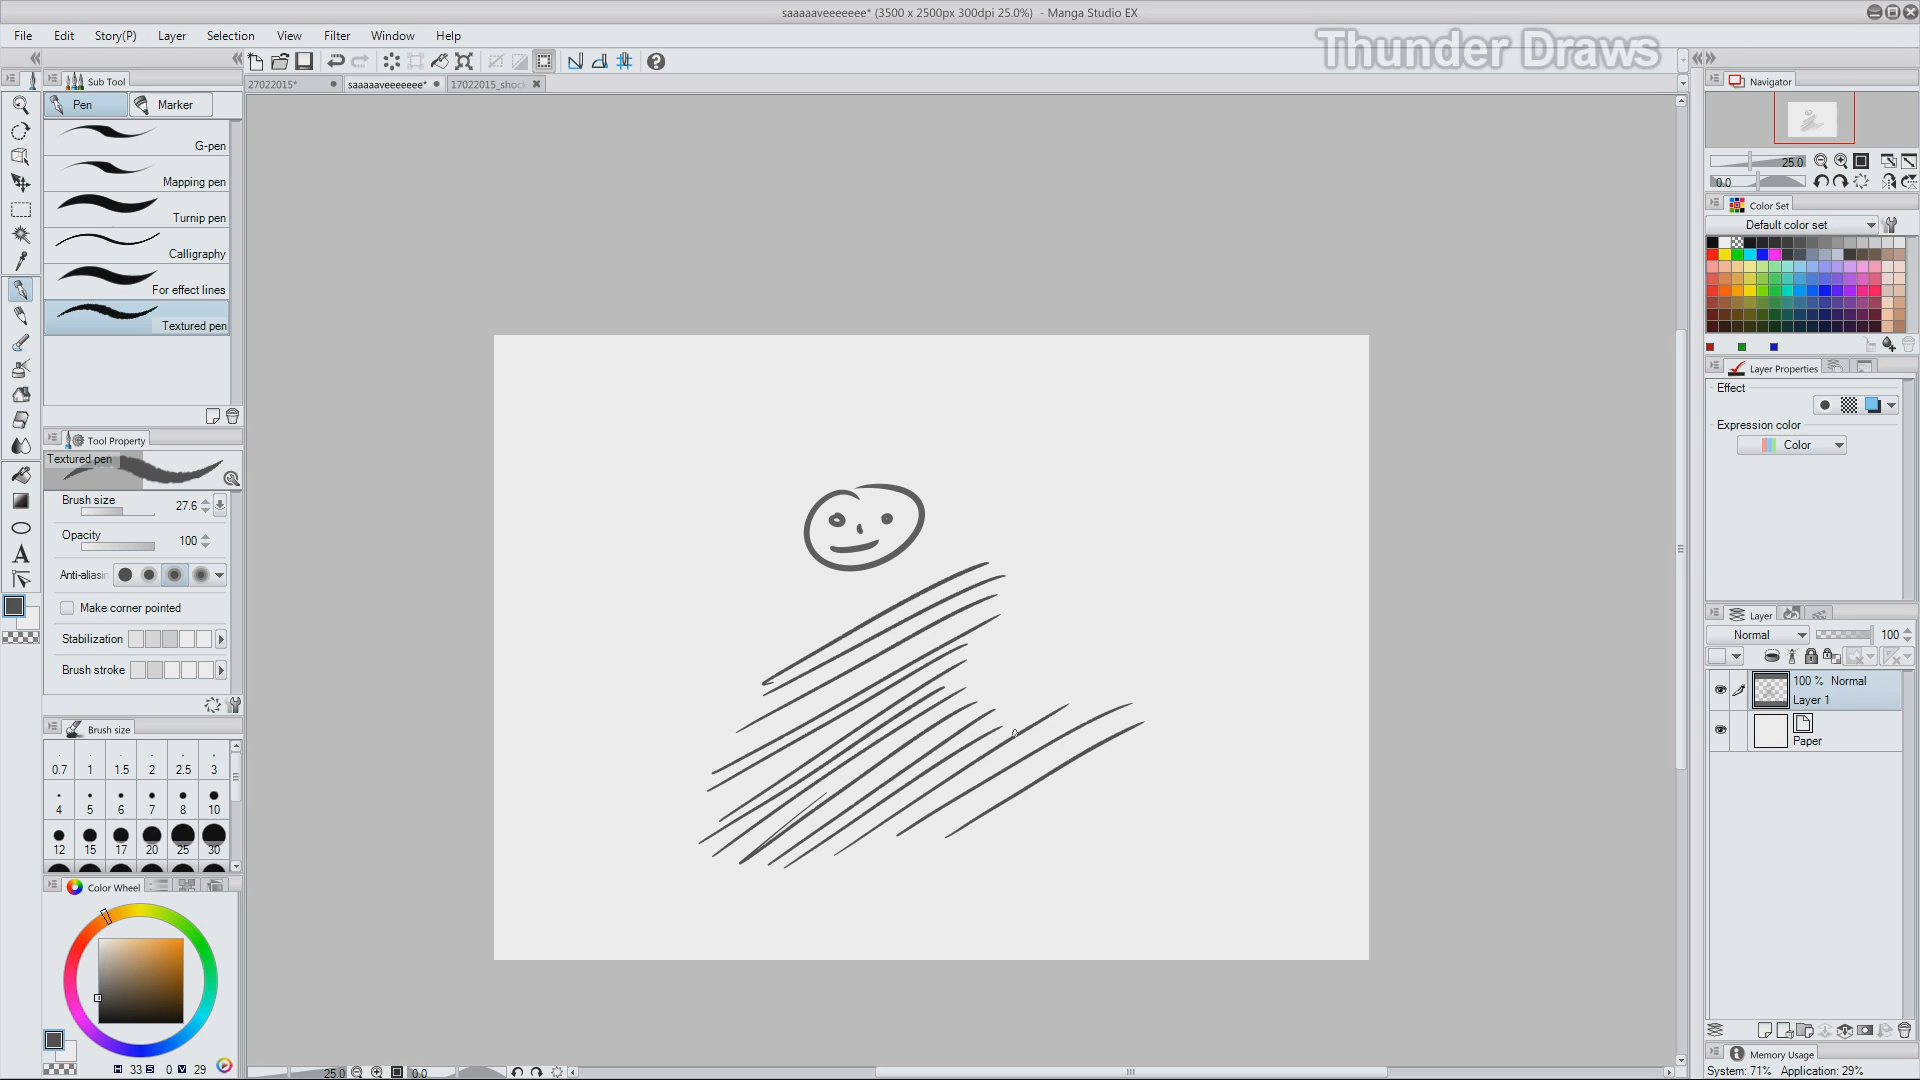 saaaaaveeeeeee* (3500 x 2500px 300dpi 25.0%) - Manga Studio EX
File Edit Story(P) Layer Selection View Filter Window Help
Thunder Draws
Sub Tool
27022015* saaaaaveeeeeee* 17022015_shock
Pen Marker
G-pen
Mapping pen
Turnip pen
Calligraphy
For effect lines
Textured pen
Tool Property
Textured pen
Brush size 27.6
Opacity 100
Anti-aliasin
Make corner pointed
Stabilization
Brush stroke
Brush size
0.7 1 1.5 2 2.5 3
4 5 6 7 8 10
12 15 17 20 25 30
Color Wheel
H 33 S 0 V 29
25.0 0.0
Navigator
25.0
0.0
Color Set
Default color set
Layer Properties
Effect
Expression color
Color
Layer
Normal 100
100 % Normal
Layer 1
Paper
Memory Usage
System: 71% Application: 29%